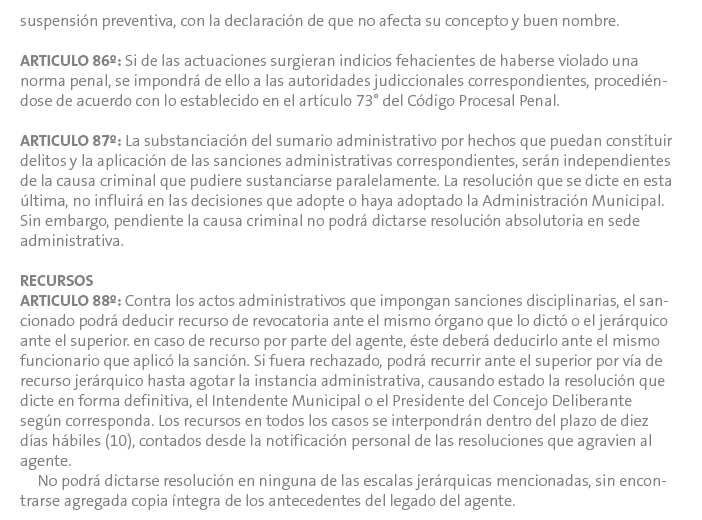 suspensión preventiva, con la declaración de que no afecta su concepto y buen nombre.
ARTICULO 86º: Si de las actuaciones surgieran indicios fehacientes de haberse violado una
norma penal, se impondrá de ello a las autoridades judiccionales correspondientes, procedién-
dose de acuerdo con lo establecido en el artículo 73° del Código Procesal Penal.
ARTICULO 87º: La substanciación del sumario administrativo por hechos que puedan constituir
delitos y la aplicación de las sanciones administrativas correspondientes, serán independientes
de la causa criminal que pudiere sustanciarse paralelamente. La resolución que se dicte en esta
última, no influirá en las decisiones que adopte o haya adoptado la Administración Municipal.
Sin embargo, pendiente la causa criminal no podrá dictarse resolución absolutoria en sede
administrativa.
RECURSOS
ARTICULO 88º: Contra los actos administrativos que impongan sanciones disciplinarias, el san-
cionado podrá deducir recurso de revocatoria ante el mismo órgano que lo dictó o el jerárquico
ante el superior. en caso de recurso por parte del agente, éste deberá deducirlo ante el mismo
funcionario que aplicó la sanción. Si fuera rechazado, podrá recurrir ante el superior por vía de
recurso jerárquico hasta agotar la instancia administrativa, causando estado la resolución que
dicte en forma definitiva, el Intendente Municipal o el Presidente del Concejo Deliberante
según corresponda. Los recursos en todos los casos se interpondrán dentro del plazo de diez
días hábiles (10), contados desde la notificación personal de las resoluciones que agravien al
agente.
No podrá dictarse resolución en ninguna de las escalas jerárquicas mencionadas, sin encon-
trarse agregada copia íntegra de los antecedentes del legado del agente.